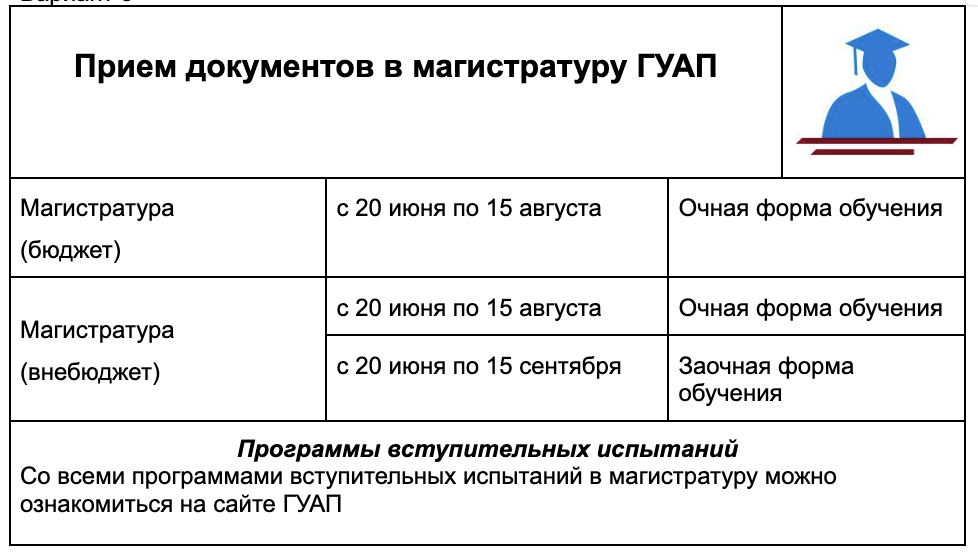 Прием документов в магистратуру ГУАП
Магистратура
(бюджет)
с 20 июня по 15 августа
Очная форма обучения
Магистратура
(внебюджет)
с 20 июня по 15 августа
Очная форма обучения
с 20 июня по 15 сентября
Заочная форма
обучения
Программы вступительных испытаний
Со всеми программами вступительных испытаний в магистратуру можно
ознакомиться на сайте ГУАП